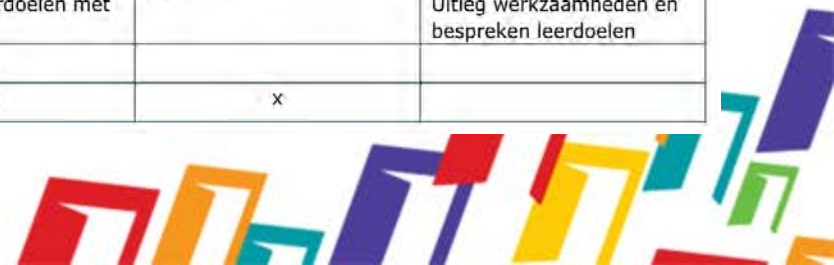 rdoelen met
Uitleg werkzaamheden en
bespreken leerdoelen
x